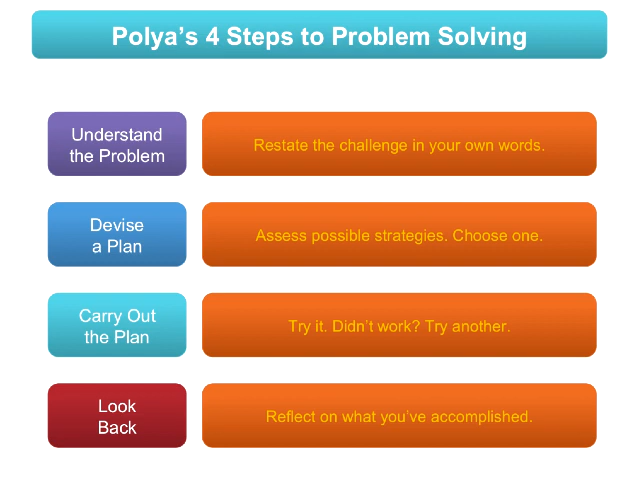 Polya’s 4 Steps to Problem Solving
Understand
the Problem
Restate the challenge in your own words.
Devise
a Plan
Assess possible strategies. Choose one.
Carry Out
the Plan
Try it. Didn’t work? Try another.
Look
Back
Reflect on what you’ve accomplished.